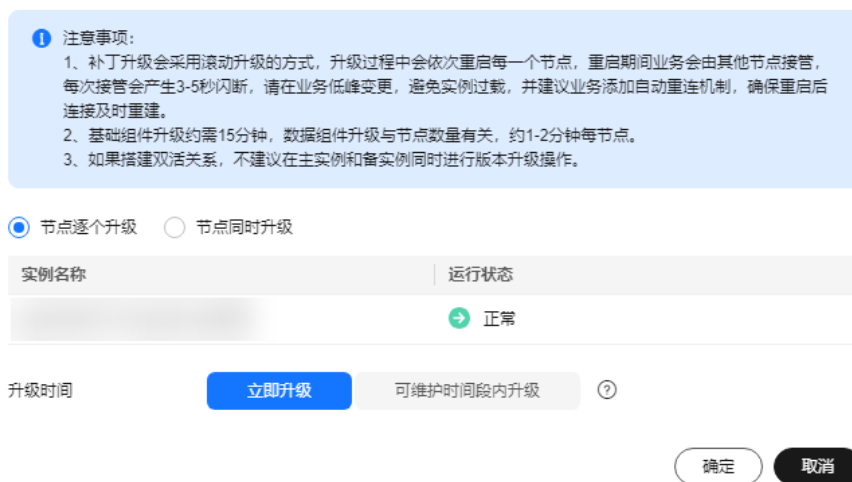 注意事项:
1、补丁升级会采用滚动升级的方式，升级过程中会依次重启每一个节点，重启期间业务会由其他节点接管，
每次接管会产生3-5秒闪断，请在业务低峰变更，避免实例过载，并建议业务添加自动重连机制，确保重启后
连接及时重建。
2、基础组件升级约需15分钟，数据组件升级与节点数量有关，约1-2分钟每节点。
3、如果搭建双活关系，不建议在主实例和备实例同时进行版本升级操作。
节点逐个升级 节点同时升级
实例名称 运行状态
正常
升级时间 立即升级 可维护时间段内升级 ?
确定 取消